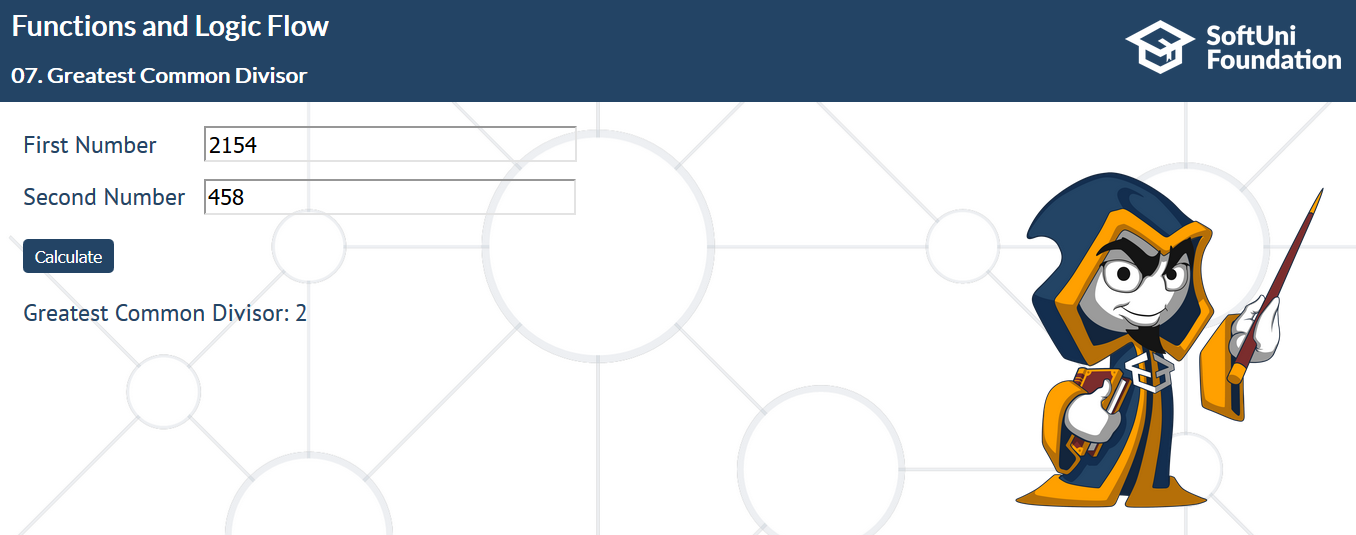 Functions and Logic Flow
07. Greatest Common Divisor
SoftUni
Foundation
First Number 2154
Second Number 458
Calculate
Greatest Common Divisor: 2